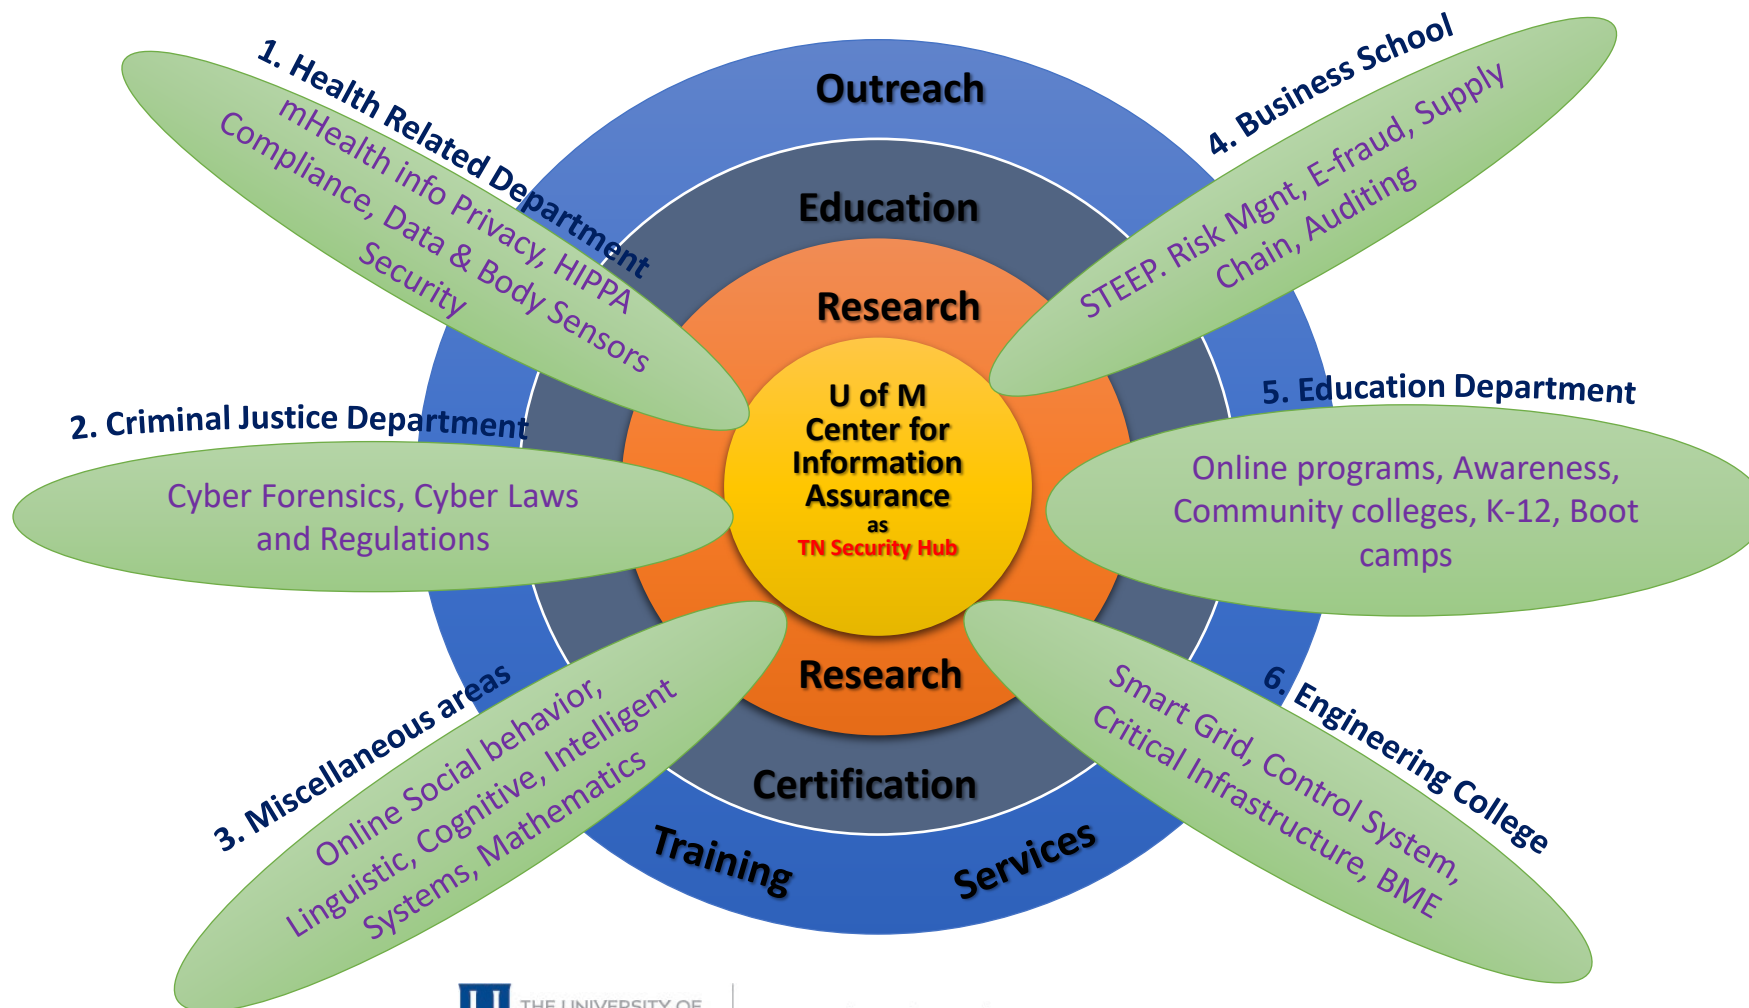 1. Health Related Department
mHealth info Privacy, HIPPA
Compliance, Data & Body Sensors
Security
2. Criminal Justice Department
Cyber Forensics, Cyber Laws
and Regulations
3. Miscellaneous areas
Online Social behavior,
Linguistic, Cognitive, Intelligent
Systems, Mathematics
Outreach
Education
Research
U of M
Center for
Information
Assurance
as
TN Security Hub
Research
Certification
Training
Services
4. Business School
STEEP. Risk Mgnt, E-fraud, Supply
Chain, Auditing
5. Education Department
Online programs, Awareness,
Community colleges, K-12, Boot
camps
6. Engineering College
Smart Grid, Control System,
Critical Infrastructure, BME
THE UNIVERSITY OF